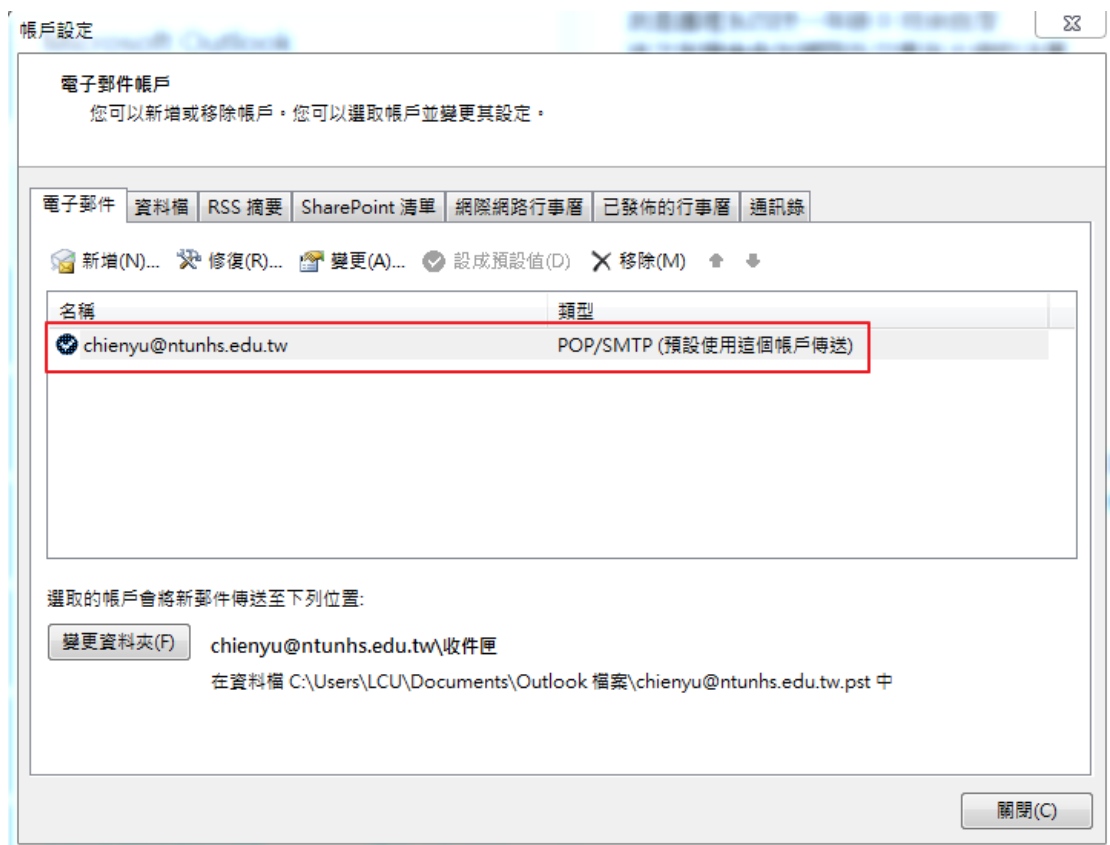 帳戶設定
電子郵件帳戶
您可以新增或移除帳戶。您可以選取帳戶並變更其設定。
電子郵件 資料檔 RSS 摘要 SharePoint 清單 網際網路行事曆 已發佈的行事曆 通訊錄
新增(N)... 修復(R)... 變更(A)... 設成預設值(D) 移除(M)
名稱 類型
chienyu@ntunhs.edu.tw POP/SMTP (預設使用這個帳戶傳送)
選取的帳戶會將新郵件傳送至下列位置:
變更資料夾(F) chienyu@ntunhs.edu.tw\收件匣
在資料檔 C:\Users\LCU\Documents\Outlook 檔案\chienyu@ntunhs.edu.tw.pst 中
關閉(C)